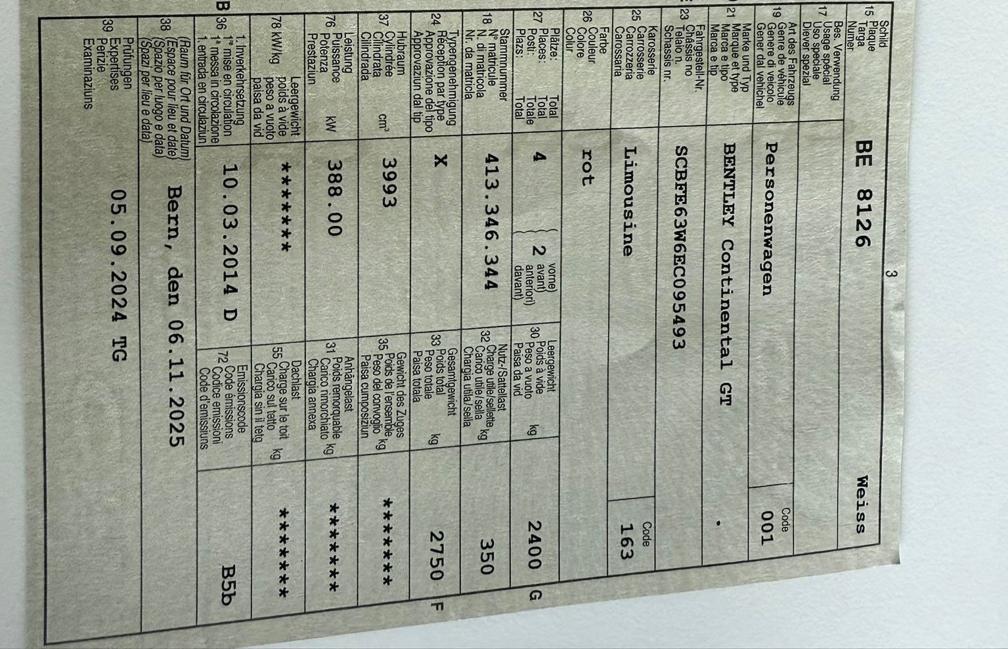 3
15 Schild
Plaque
Targa
Numer
BE 8126
Weiss
17 Bes. Verwendung
Usage spécial
Uso speciale
Diever spezial
19 Art des Fahrzeugs
Genre de véhicule
Genere di veicolo
Gener dal vehichel
Personenwagen
Code
001
21 Marke und Typ
Marque et type
Marca e tipo
Marca e tip
BENTLEY Continental GT
23 Fahrgestell-Nr.
Châssis no
Telaio n.
Schassis nr.
SCBFE63W6EC095493
25 Karosserie
Carrosserie
Carrozzeria
Carossaria
Limousine
Code
163
26 Farbe
Couleur
Colore
Colur
rot
27 Plätze: Total
Places: Total
Posti: Totale
Plazs: Total
4
2
vorne)
avant)
anteriori)
davant)
30 Leergewicht
Poids à vide
Peso a vuoto
Paisa da vid
kg
2400 G
18 Stammnummer
N° matricule
N. di matricola
Nr. da matricla
413.346.344
32 Nutz-/Sattellast
Charge utile/sellette
Carico utile/sella
Chargia utila/sella
kg
350
24 Typengenehmigung
Réception par type
Approvazione del tipo
Approvaziun dal tip
X
33 Gesamtgewicht
Poids total
Peso totale
Paisa totala
kg
2750 F
37 Hubraum
Cylindrée
Cilindrata
Cilindrada
cm³
3993
35 Gewicht des Zuges
Poids de l'ensemble
Peso del convoglio
Paisa cumposiziun
kg
*******
76 Leistung
Puissance
Potenza
Prestaziun
kW
388.00
31 Anhängelast
Poids remorquable
Carico rimorchiato
Chargia annexa
kg
*******
78 kW/kg
Leergewicht
poids à vide
peso a vuoto
paisa da vid
*******
55 Dachlast
Charge sur le toit
Carico sul tetto
Chargia sin il tetg
kg
*******
B
36 1. Inverkehrsetzung
1re mise en circulation
1a messa in circolazione
1. entrada en circulaziun
10.03.2014 D
72 Emissionscode
Code émissions
Codice emissioni
Code d'emissiuns
B5b
38 (Raum für Ort und Datum)
(Espace pour lieu et date)
(Spazio per luogo e data)
(Spazi per lieu e data)
Bern, den 06.11.2025
39 Prüfungen
Expertises
Perizie
Examinaziuns
05.09.2024 TG